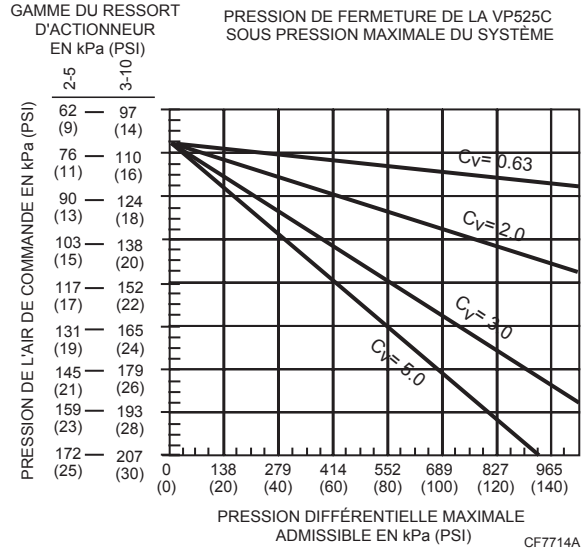 GAMME DU RESSORT
D'ACTIONNEUR
EN kPa (PSI)
PRESSION DE FERMETURE DE LA VP525C
SOUS PRESSION MAXIMALE DU SYSTÈME
2-5
3-10
PRESSION DE L'AIR DE COMMANDE EN kPa (PSI)
62 97
(9) (14)
76 110
(11) (16)
90 124
(13) (18)
103 138
(15) (20)
117 152
(17) (22)
131 165
(19) (24)
145 179
(21) (26)
159 193
(23) (28)
172 207
(25) (30)
CV= 0.63
CV= 2.0
CV= 3.0
CV= 5.0
0 138 279 414 552 689 827 965
(0) (20) (40) (60) (80) (100) (120) (140)
PRESSION DIFFÉRENTIELLE MAXIMALE
ADMISSIBLE EN kPa (PSI)
CF7714A